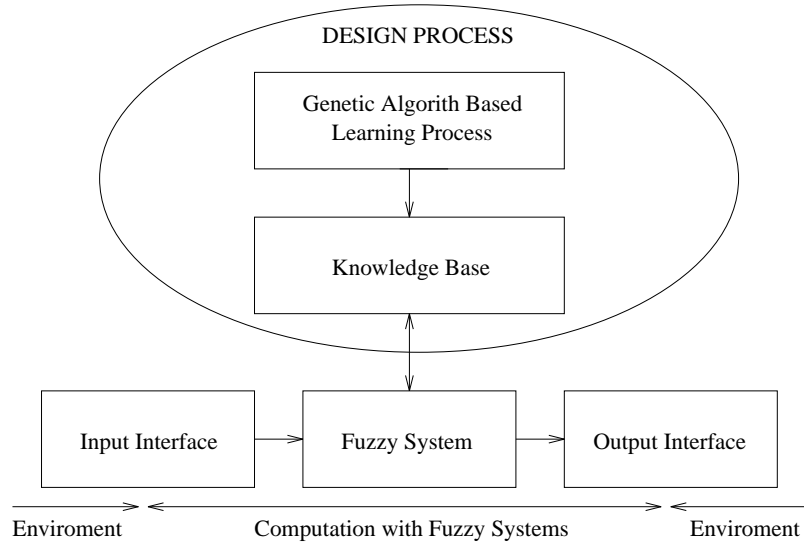 DESIGN PROCESS
Genetic Algorith Based
Learning Process
Knowledge Base
Input Interface
Fuzzy System
Output Interface
Enviroment
Computation with Fuzzy Systems
Enviroment